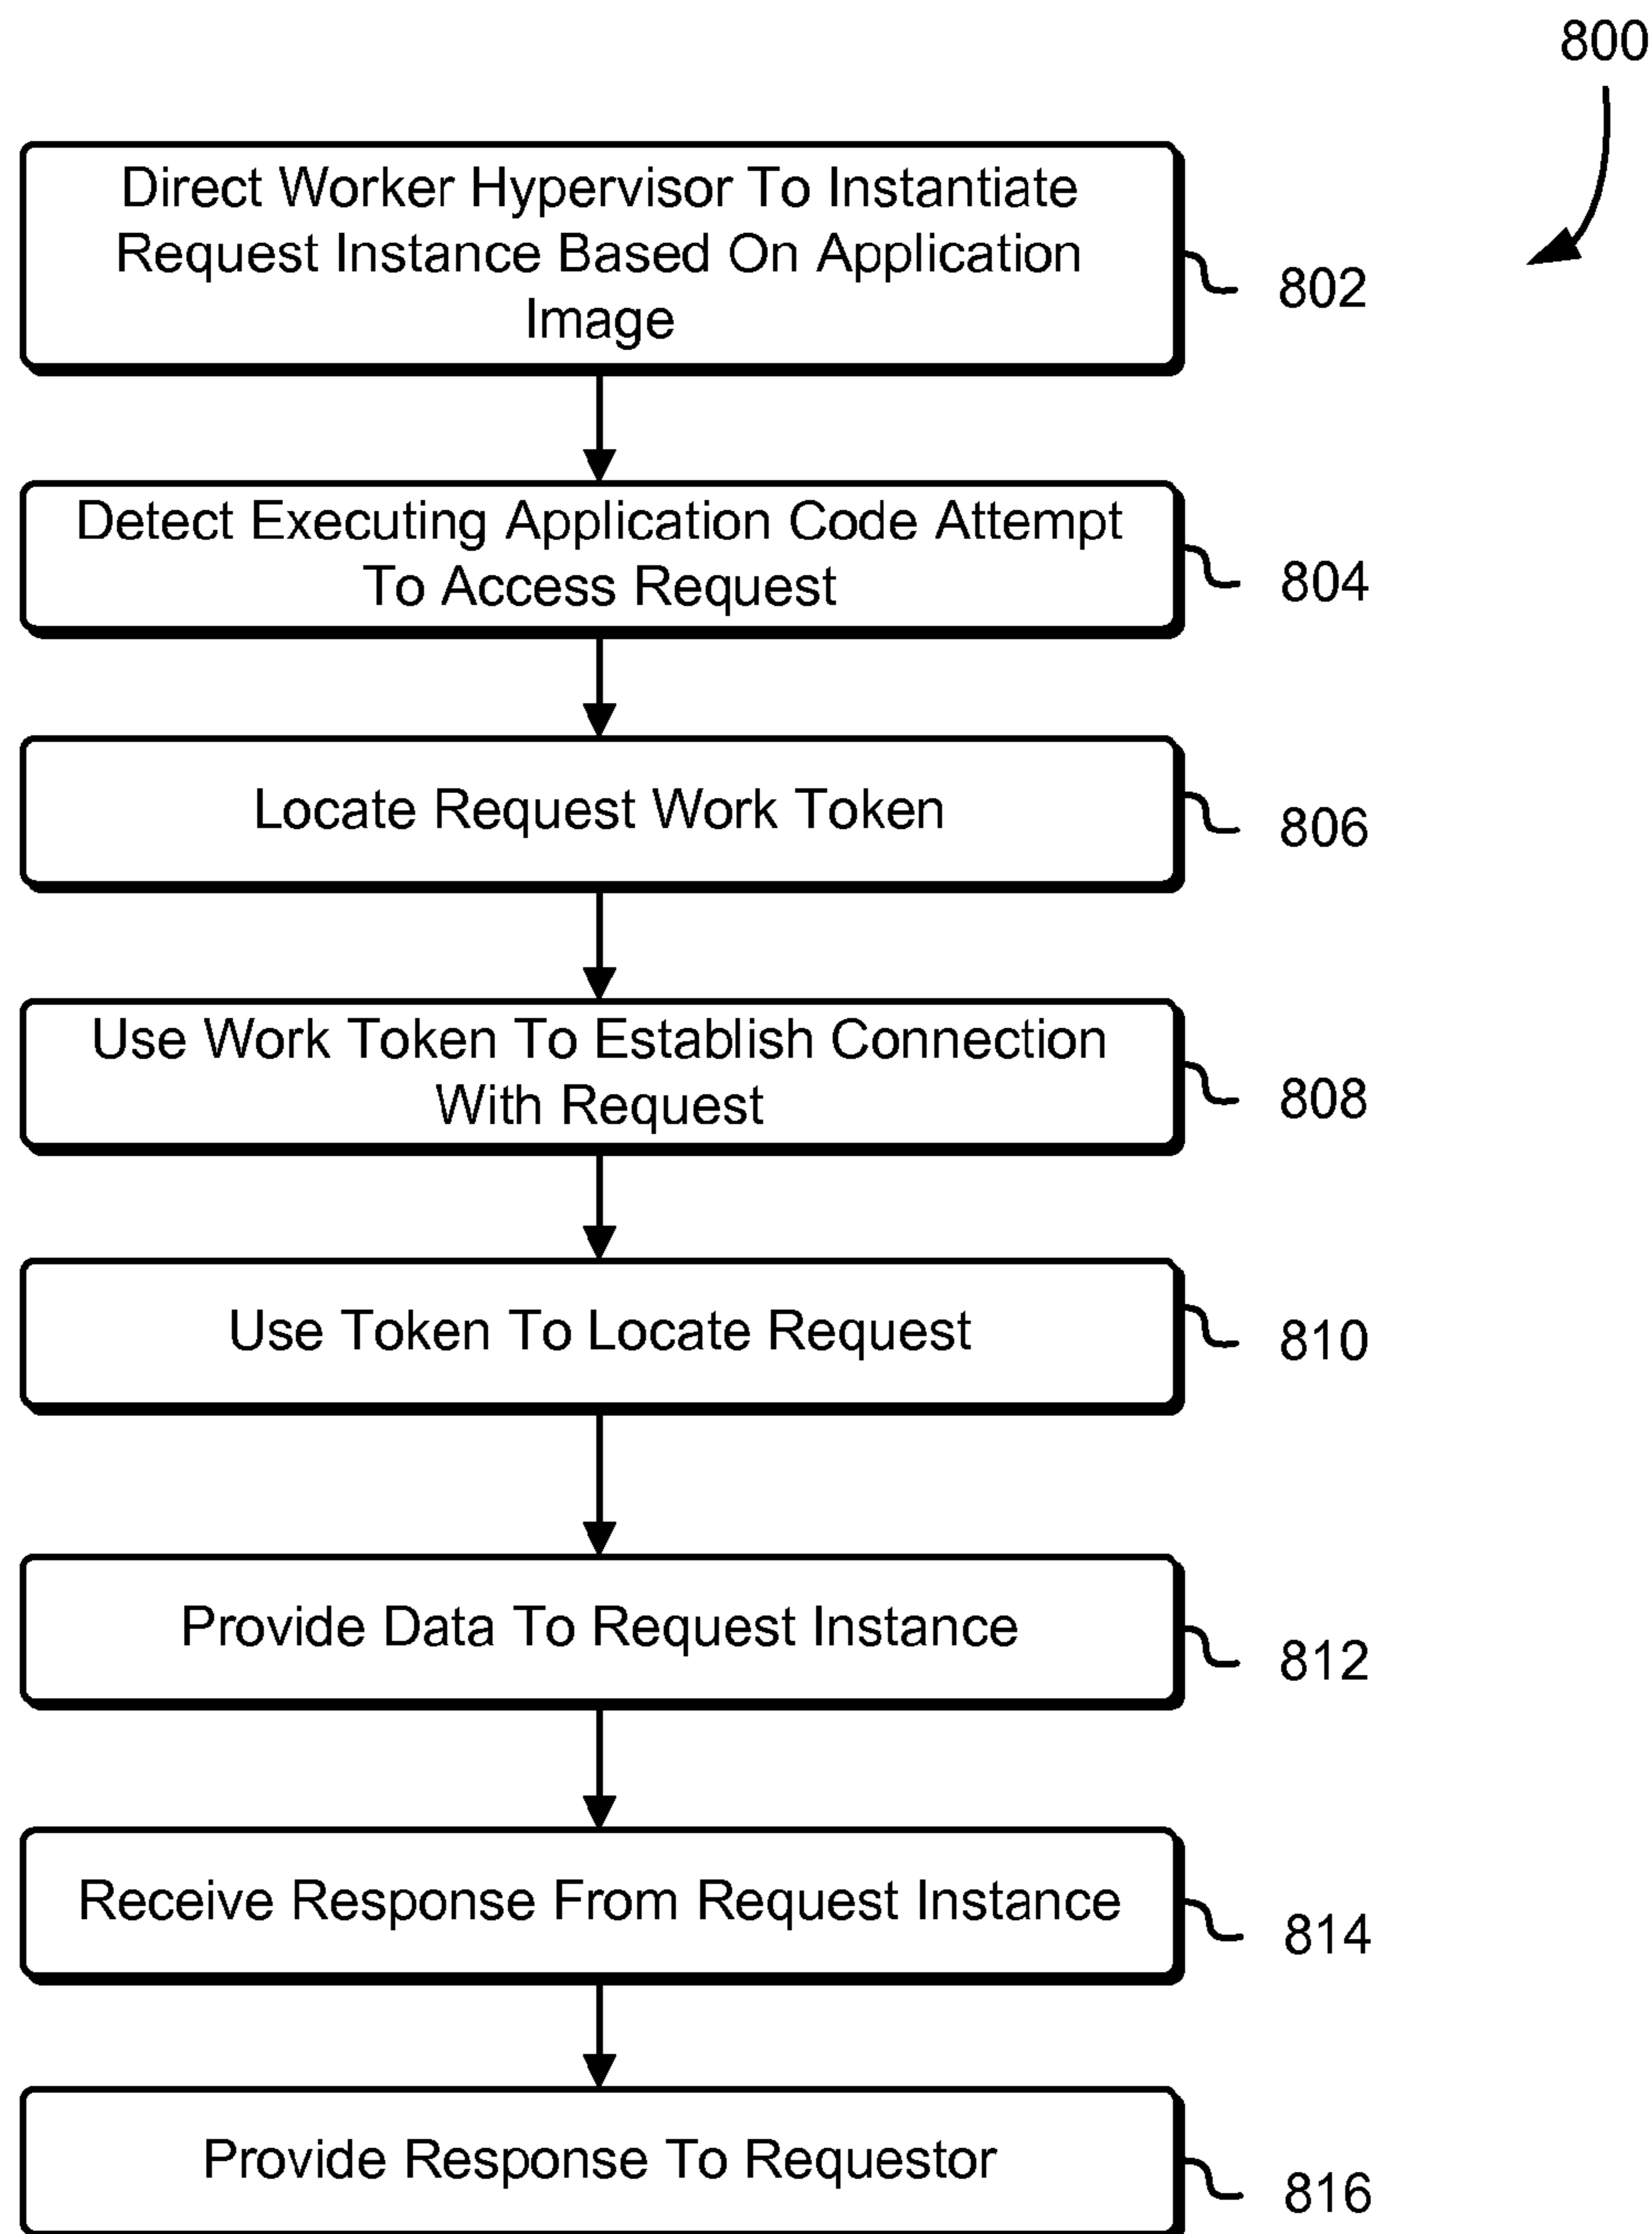 800
Direct Worker Hypervisor To Instantiate
Request Instance Based On Application
Image
802
Detect Executing Application Code Attempt
To Access Request
804
Locate Request Work Token
806
Use Work Token To Establish Connection
With Request
808
Use Token To Locate Request
810
Provide Data To Request Instance
812
Receive Response From Request Instance
814
Provide Response To Requestor
816